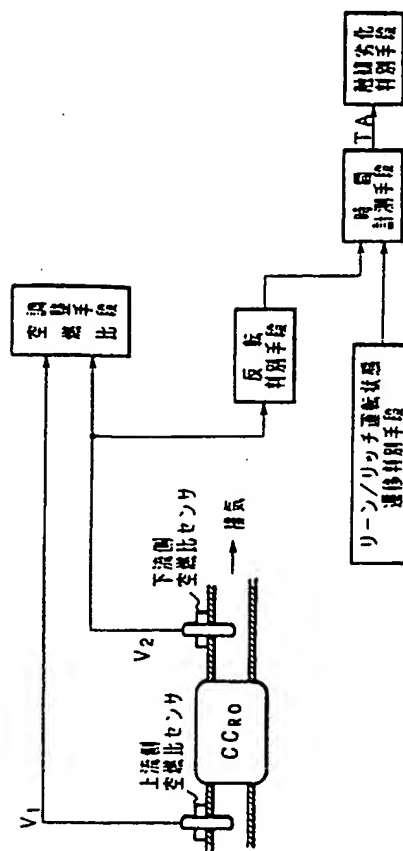 V1
上流側
空燃比センサ
CCRO
V2
下流側
空燃比センサ
排気
空燃比
調整手段
反転
判別手段
リーン/リッチ運転状態
遷移判別手段
時間
計測手段
TA
触媒劣化
判別手段